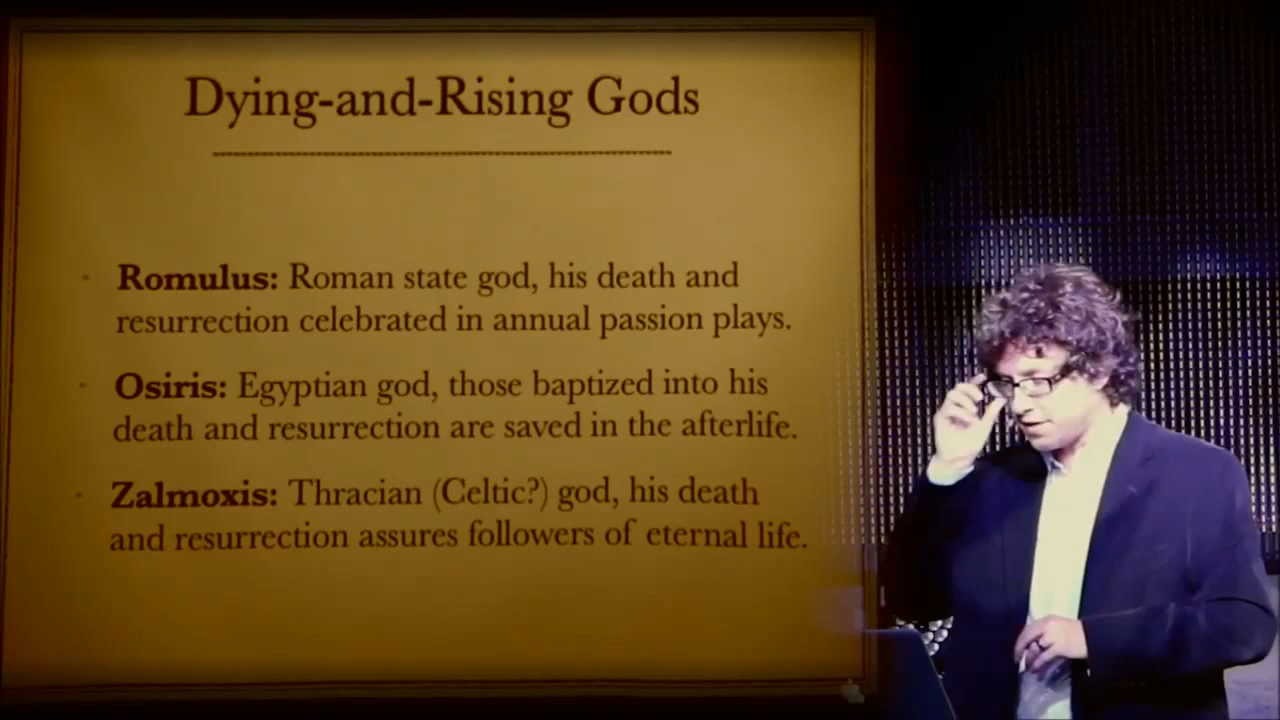 Dying-and-Rising Gods
Romulus: Roman state god, his death and
resurrection celebrated in annual passion plays.
Osiris: Egyptian god, those baptized into his
death and resurrection are saved in the afterlife.
Zalmoxis: Thracian (Celtic?) god, his death
and resurrection assures followers of eternal life.